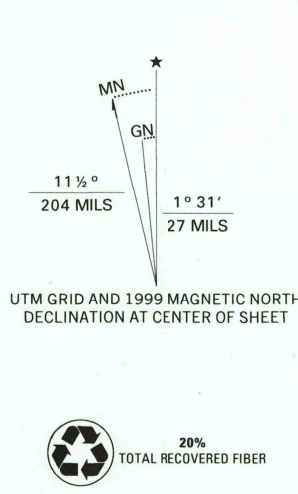 ★
MN
GN
11½°
204 MILS
1° 31′
27 MILS
UTM GRID AND 1999 MAGNETIC NORTH
DECLINATION AT CENTER OF SHEET
20%
TOTAL RECOVERED FIBER